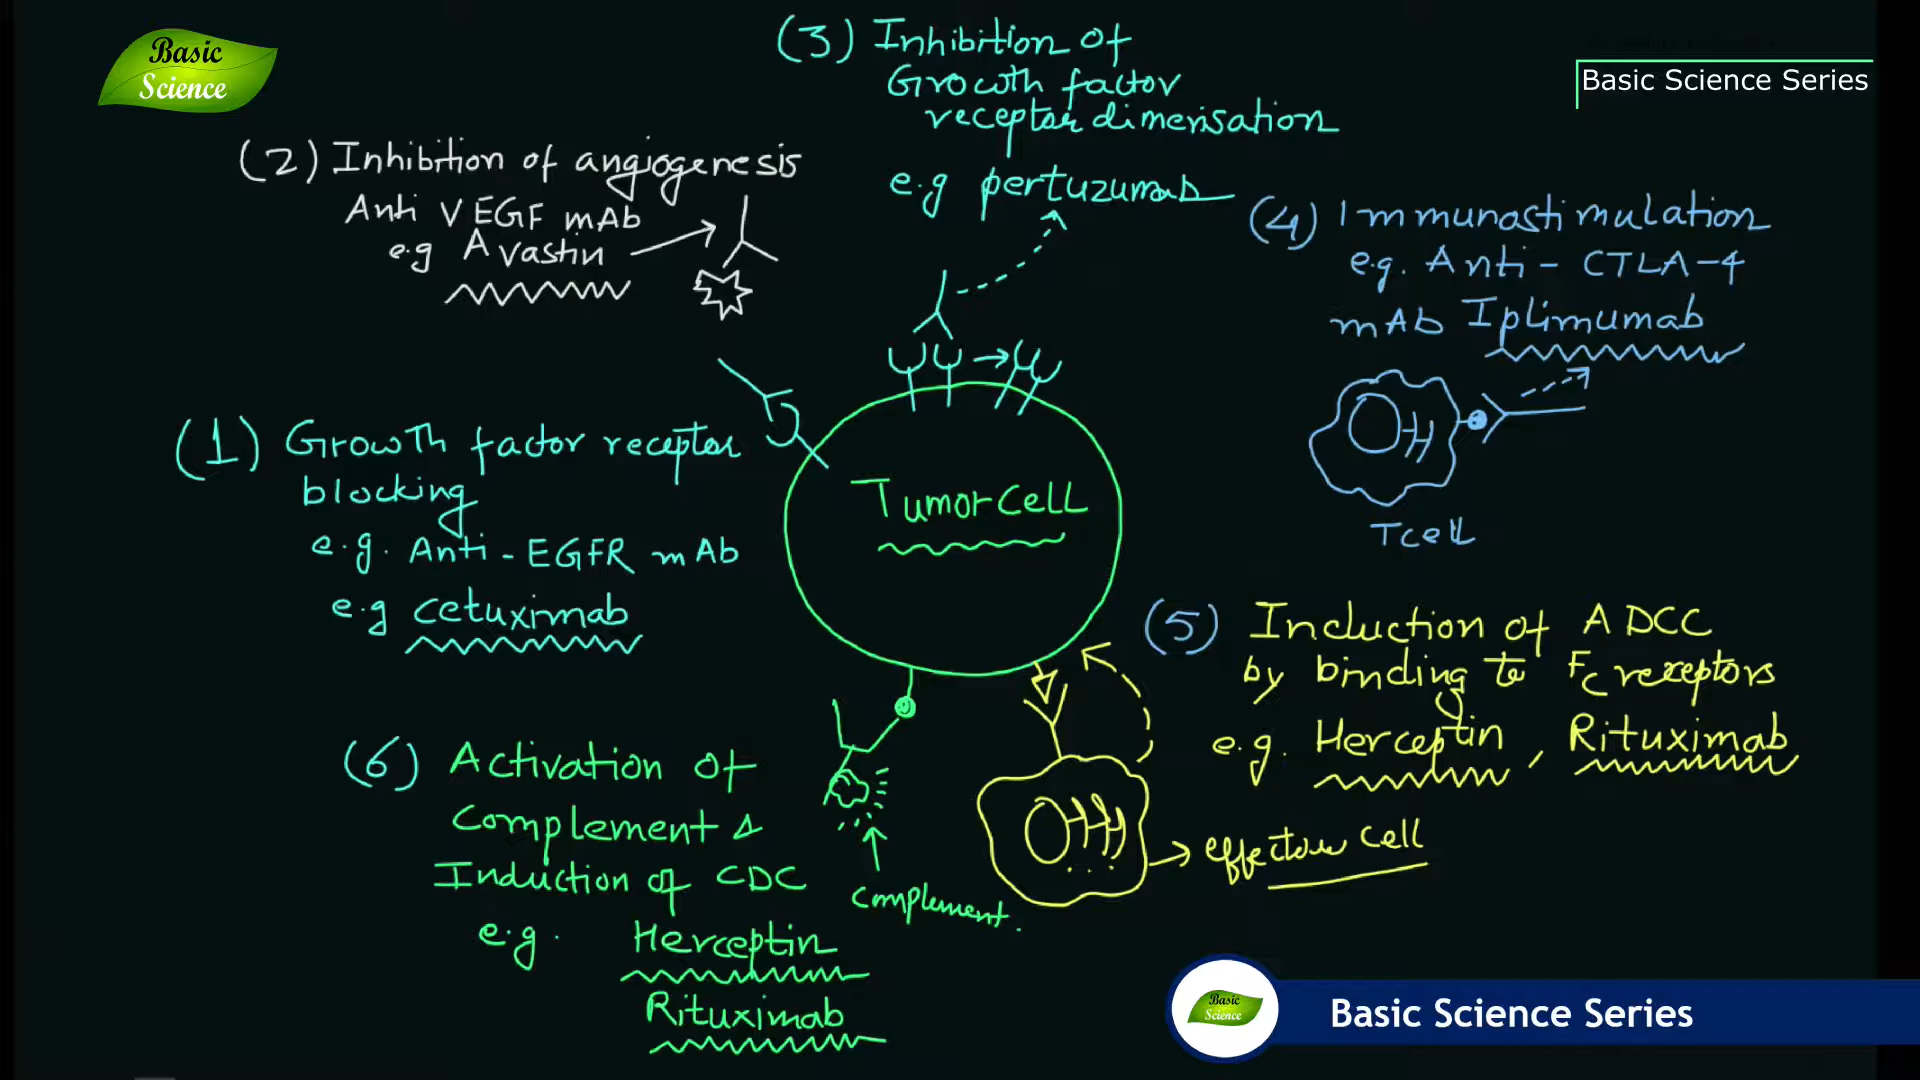 Basic
Science
Basic Science Series
(3) Inhibition of
Growth factor
receptor dimerisation
e.g pertuzumab
(2) Inhibition of angiogenesis
Anti VEGF mAb
e.g Avastin
(4) Immunostimulation
e.g. Anti - CTLA-4
mAb Iplimumab
T cell
(1) Growth factor receptor
blocking
e.g. Anti - EGFR mAb
e.g cetuximab
Tumor cell
(5) Induction of ADCC
by binding to Fc receptors
e.g. Herceptin, Rituximab
effector cell
(6) Activation of
Complement &
Induction of CDC
e.g. Herceptin
Rituximab
complement.
Basic
Science
Basic Science Series